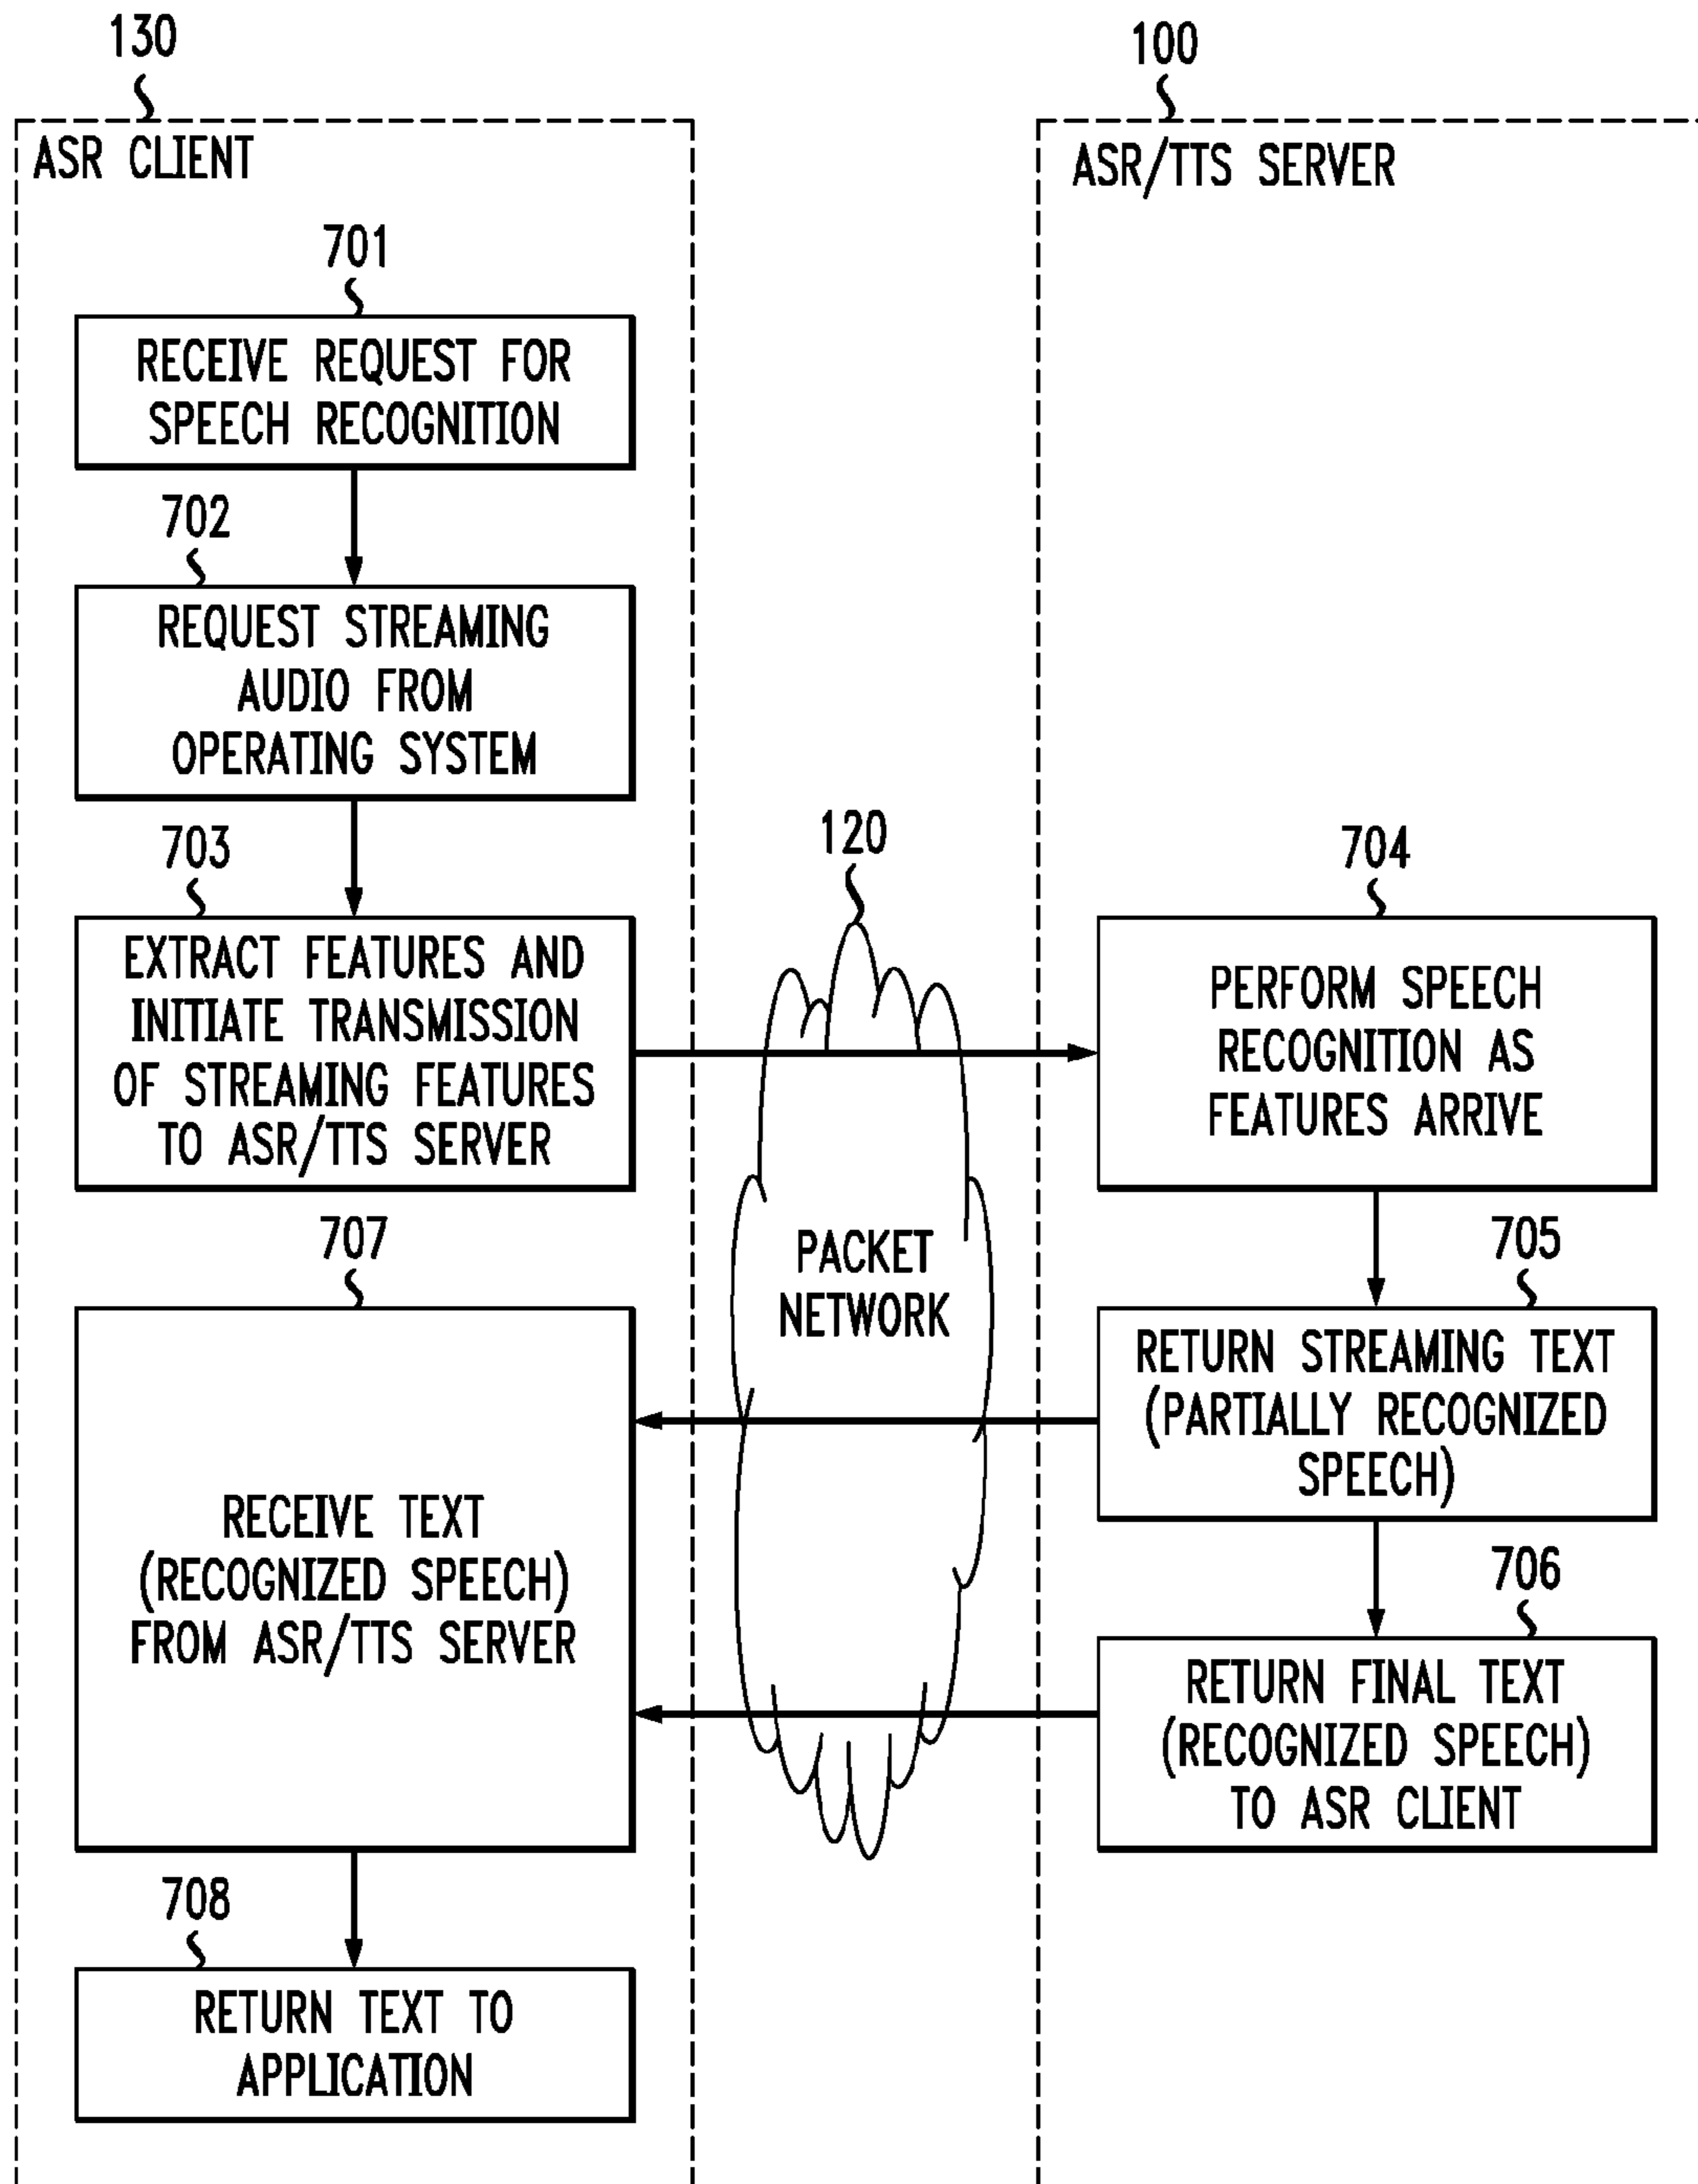 130
ASR CLIENT
701
RECEIVE REQUEST FOR
SPEECH RECOGNITION
702
REQUEST STREAMING
AUDIO FROM
OPERATING SYSTEM
703
EXTRACT FEATURES AND
INITIATE TRANSMISSION
OF STREAMING FEATURES
TO ASR/TTS SERVER
707
RECEIVE TEXT
(RECOGNIZED SPEECH)
FROM ASR/TTS SERVER
708
RETURN TEXT TO
APPLICATION
120
PACKET
NETWORK
100
ASR/TTS SERVER
704
PERFORM SPEECH
RECOGNITION AS
FEATURES ARRIVE
705
RETURN STREAMING TEXT
(PARTIALLY RECOGNIZED
SPEECH)
706
RETURN FINAL TEXT
(RECOGNIZED SPEECH)
TO ASR CLIENT